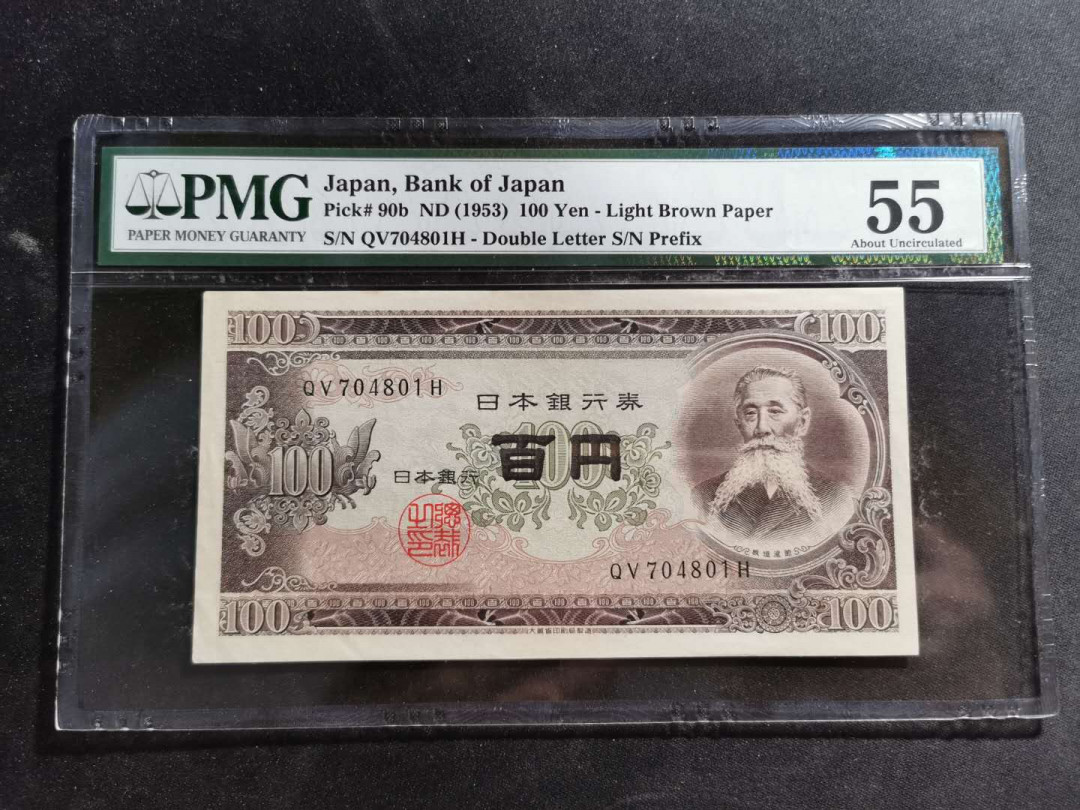 PMG
PAPER MONEY GUARANTY
Japan, Bank of Japan
Pick# 90b ND (1953) 100 Yen - Light Brown Paper
S/N QV704801H - Double Letter S/N Prefix
55
About Uncirculated
100
100
QV704801H
日本銀行券
100
100
百円
日本銀行
QV704801H
100
100